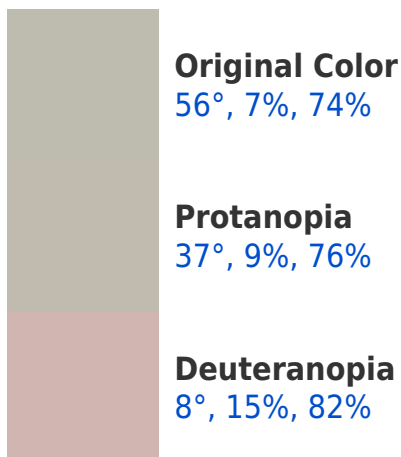 Original Color
56°, 7%, 74%
Protanopia
37°, 9%, 76%
Deuteranopia
8°, 15%, 82%